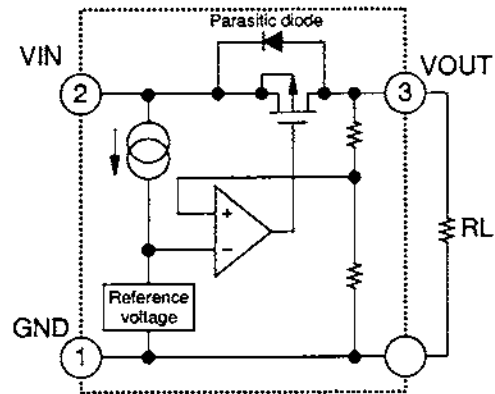 Parasitic diode
VIN
VOUT
2
3
+
−
RL
Reference
voltage
GND
1